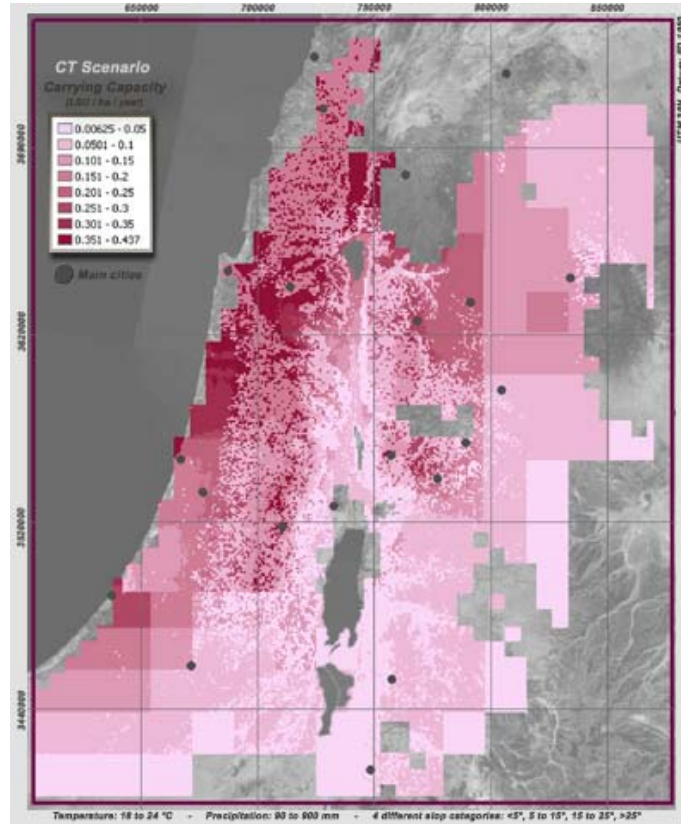 650000 700000 750000 800000 850000
CT Scenario
Carrying Capacity
0.00625 - 0.05
0.0501 - 0.1
0.101 - 0.15
0.151 - 0.2
0.201 - 0.25
0.251 - 0.3
0.301 - 0.35
0.351 - 0.437
Main cities
3690000
3620000
3520000
3440000
Temperature: 18 to 24 °C - Precipitation: 90 to 900 mm - 4 different slop categories: <5°, 5 to 15°, 15 to 25°, >25°